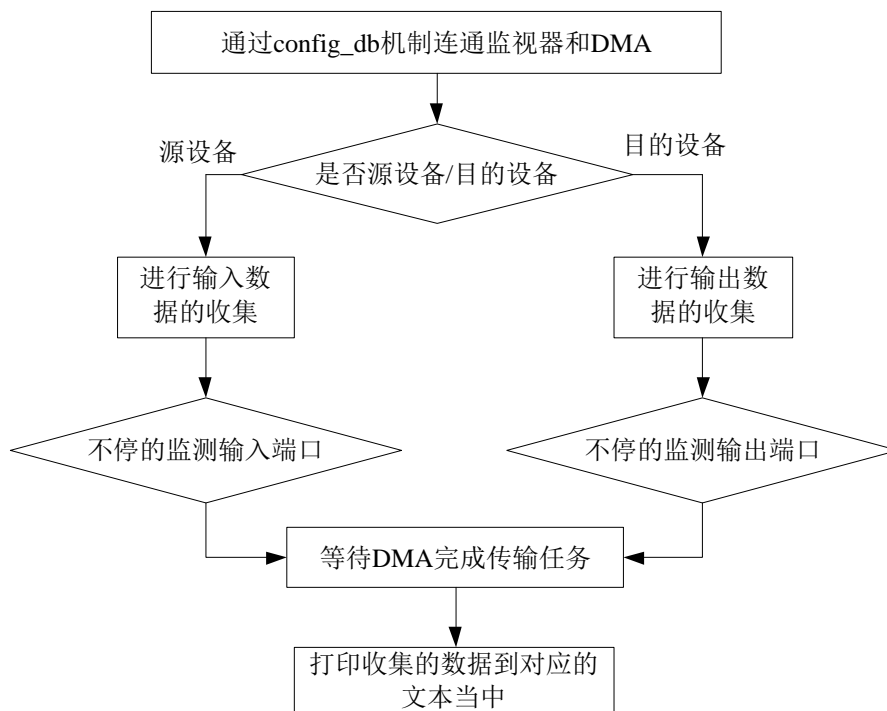 通过config_db机制连通监视器和DMA
源设备
目的设备
是否源设备/目的设备
进行输入数
据的收集
进行输出数
据的收集
不停的监测输入端口
不停的监测输出端口
等待DMA完成传输任务
打印收集的数据到对应的
文本当中